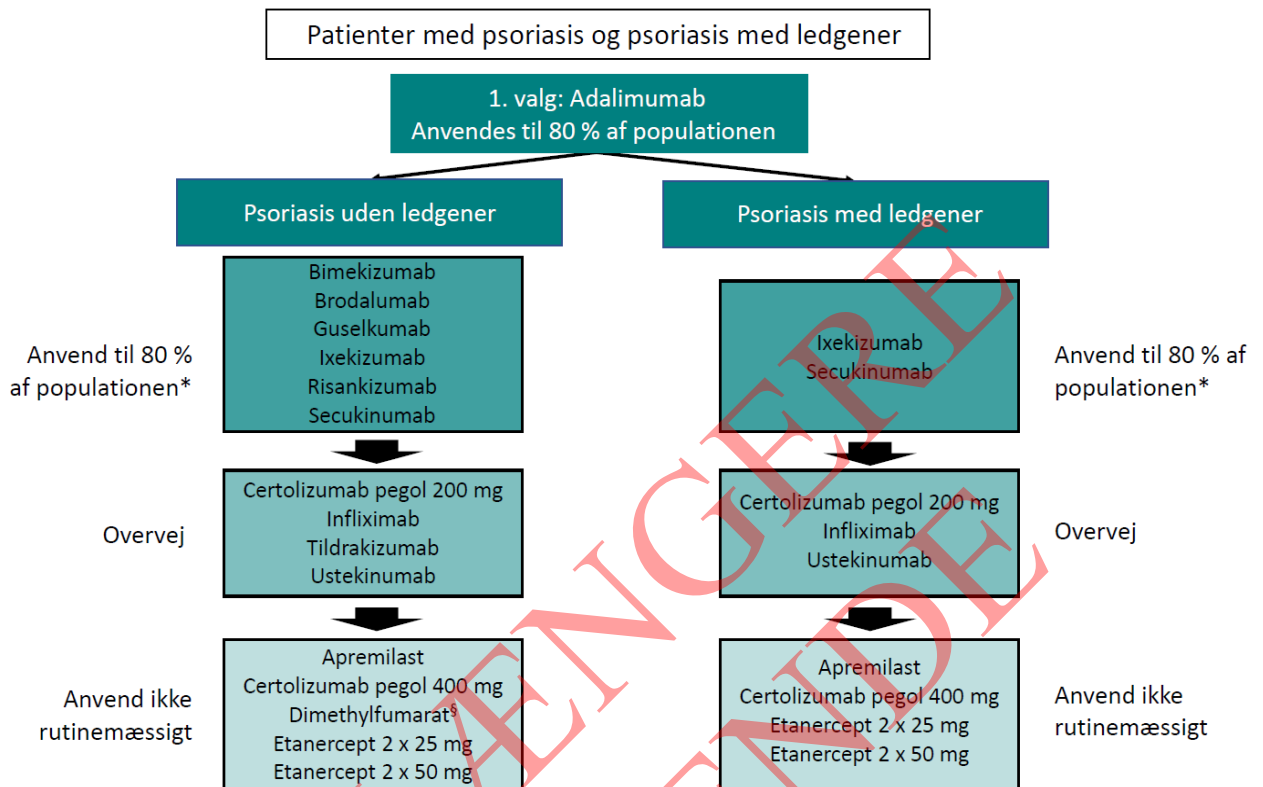 Patienter med psoriasis og psoriasis med ledgener
1. valg: Adalimumab
Anvendes til 80 % af populationen
Psoriasis uden ledgener
Psoriasis med ledgener
Anvend til 80 %
af populationen*
Bimekizumab
Brodalumab
Guselkumab
Ixekizumab
Risankizumab
Secukinumab
Ixekizumab
Secukinumab
Anvend til 80 % af
populationen*
Overvej
Certolizumab pegol 200 mg
Infliximab
Tildrakizumab
Ustekinumab
Certolizumab pegol 200 mg
Infliximab
Ustekinumab
Overvej
Anvend ikke
rutinemæssigt
Apremilast
Certolizumab pegol 400 mg
Dimethylfumarat§
Etanercept 2 x 25 mg
Etanercept 2 x 50 mg
Apremilast
Certolizumab pegol 400 mg
Etanercept 2 x 25 mg
Etanercept 2 x 50 mg
Anvend ikke
rutinemæssigt
ÆNGERE
ENDE